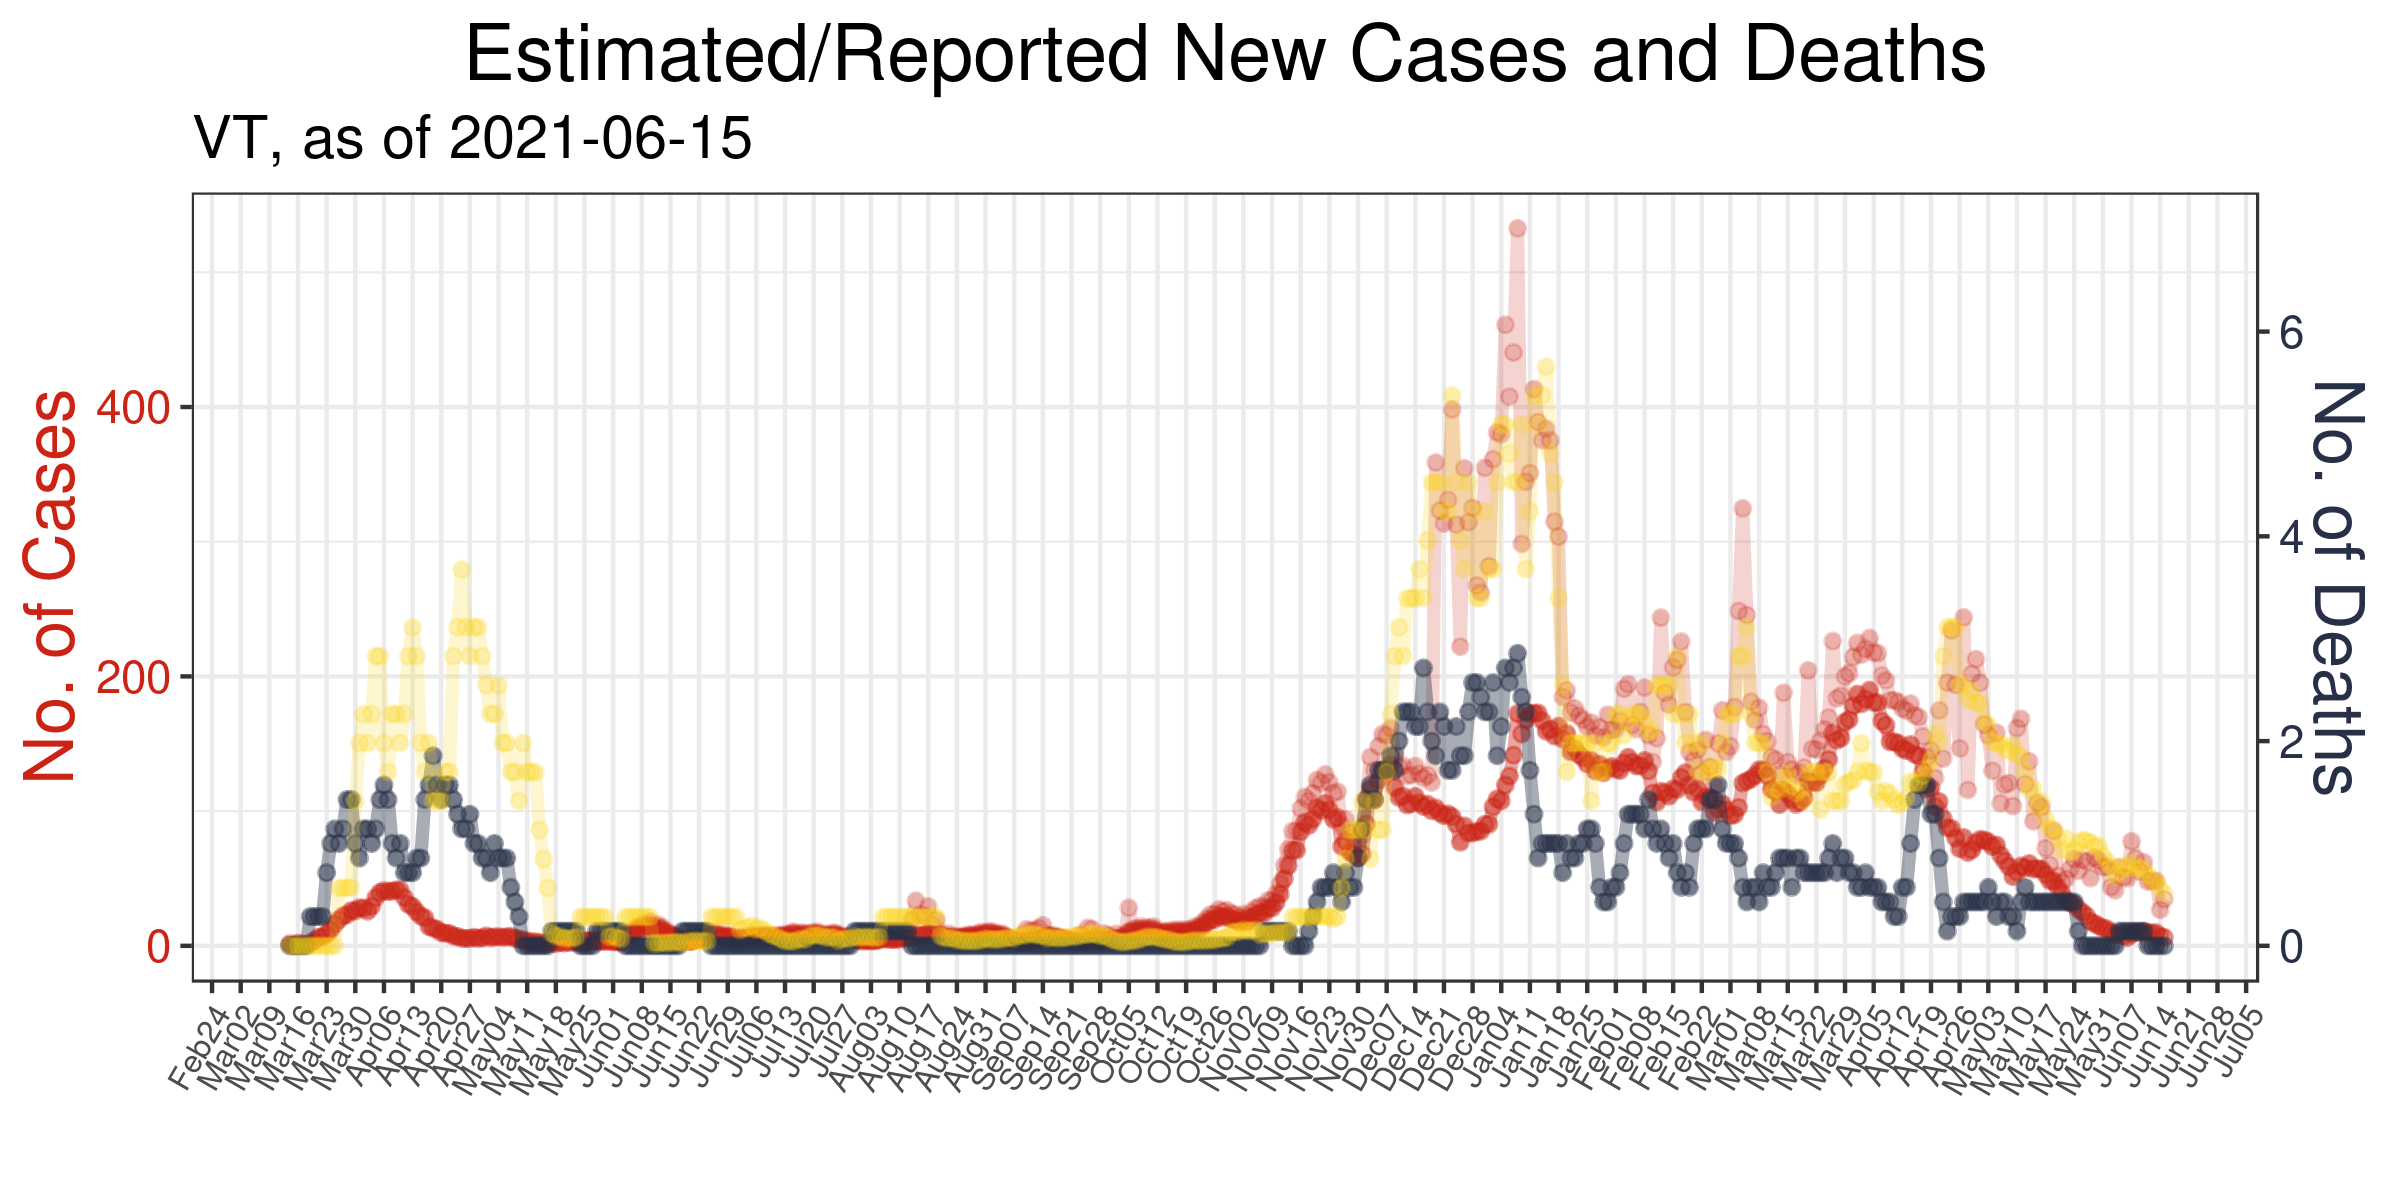 Estimated/Reported New Cases and Deaths
VT, as of 2021-06-15
No. of Cases
400
200
0
6
4
2
0
No. of Deaths
Feb24
Mar02
Mar09
Mar16
Mar23
Mar30
Apr06
Apr13
Apr20
Apr27
May04
May11
May18
May25
Jun01
Jun08
Jun15
Jun22
Jun29
Jul06
Jul13
Jul20
Jul27
Aug03
Aug10
Aug17
Aug24
Aug31
Sep07
Sep14
Sep21
Sep28
Oct05
Oct12
Oct19
Oct26
Nov02
Nov09
Nov16
Nov23
Nov30
Dec07
Dec14
Dec21
Dec28
Jan04
Jan11
Jan18
Jan25
Feb01
Feb08
Feb15
Feb22
Mar01
Mar08
Mar15
Mar22
Mar29
Apr05
Apr12
Apr19
Apr26
May03
May10
May17
May24
May31
Jun07
Jun14
Jun21
Jun28
Jul05